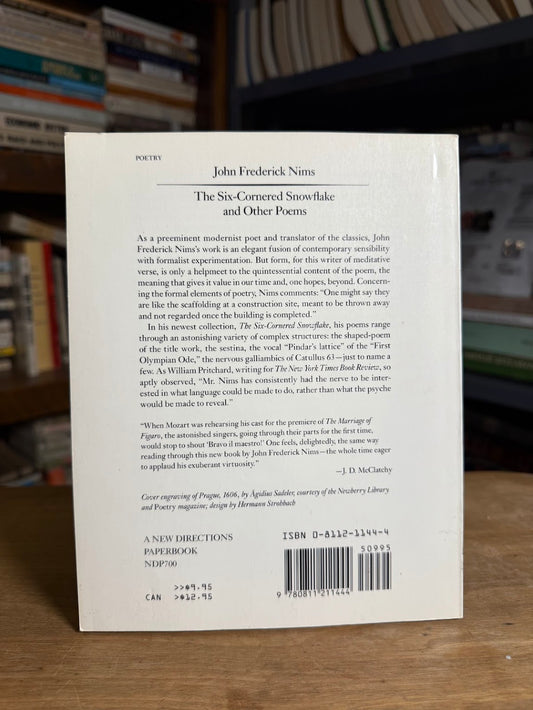 POETRY
John Frederick Nims
The Six-Cornered Snowflake
and Other Poems
As a preeminent modernist poet and translator of the classics, John
Frederick Nims's work is an elegant fusion of contemporary sensibility
with formalist experimentation. But form, for this writer of meditative
verse, is only a helpmeet to the quintessential content of the poem, the
meaning that gives it value in our time and, one hopes, beyond. Concern-
ing the formal elements of poetry, Nims comments: “One might say they
are like the scaffolding at a construction site, meant to be thrown away
and not regarded once the building is completed.”
In his newest collection, The Six-Cornered Snowflake, his poems range
through an astonishing variety of complex structures: the shaped-poem
of the title work, the sestina, the vocal “Pindar's lattice” of the “First
Olympian Ode,” the nervous galliambics of Catullus 63—just to name a
few. As William Pritchard, writing for The New York Times Book Review, so
aptly observed, “Mr. Nims has consistently had the nerve to be inter-
ested in what language could be made to do, rather than what the psyche
would be made to reveal.”
“When Mozart was rehearsing his cast for the premiere of The Marriage of
Figaro, the astonished singers, going through their parts for the first time,
would stop to shout ‘Bravo il maestro!’ One feels, delightedly, the same way
reading through this new book by John Frederick Nims—the whole time eager
to applaud his exuberant virtuosity.”
—J. D. McClatchy
Cover engraving of Prague, 1606, by Ägidius Sadeler, courtesy of the Newberry Library
and Poetry magazine; design by Hermann Strohbach
A NEW DIRECTIONS
PAPERBOOK
NDP700
>>$9.95
CAN >$12.95
ISBN 0-8112-1144-4
50995
9 780811 211444